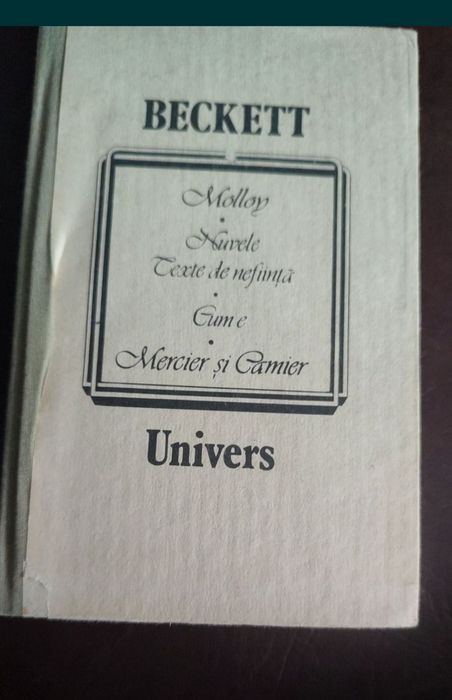 BECKETT
Molloy
•
Nuvele
Texte de neființă
•
Cum e
•
Mercier și Camier
Univers